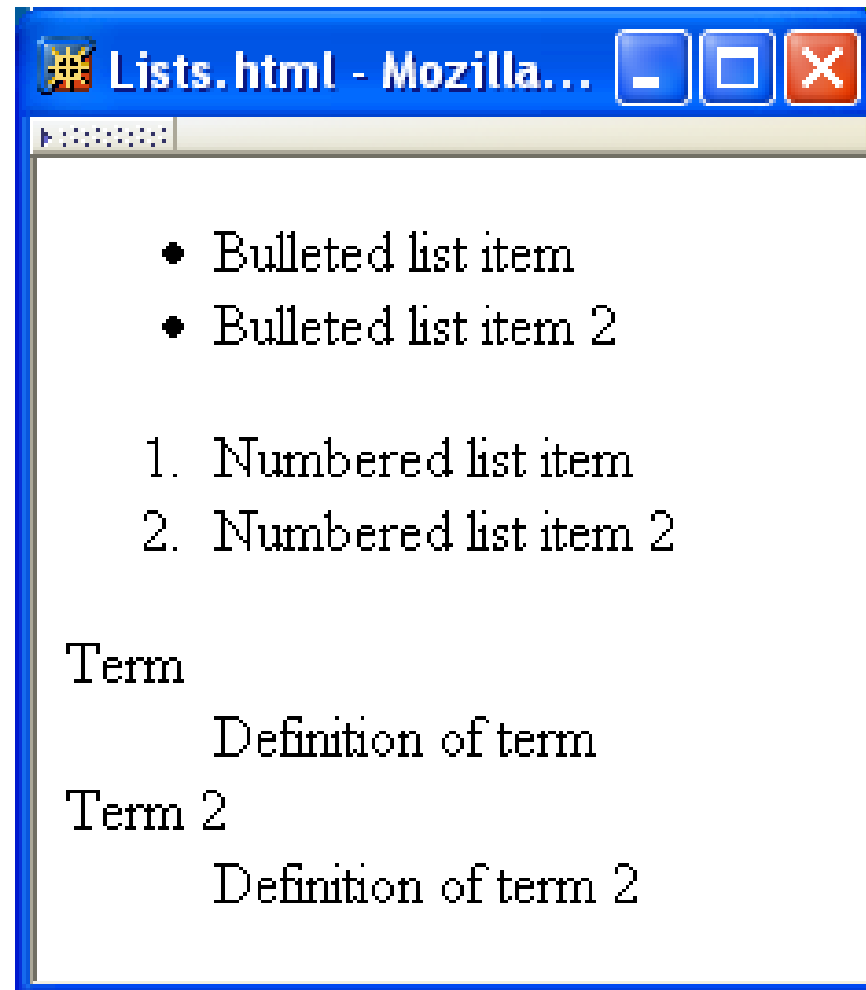 Lists.html - Mozilla...
• Bulleted list item
• Bulleted list item 2
1. Numbered list item
2. Numbered list item 2
Term
Definition of term
Term 2
Definition of term 2